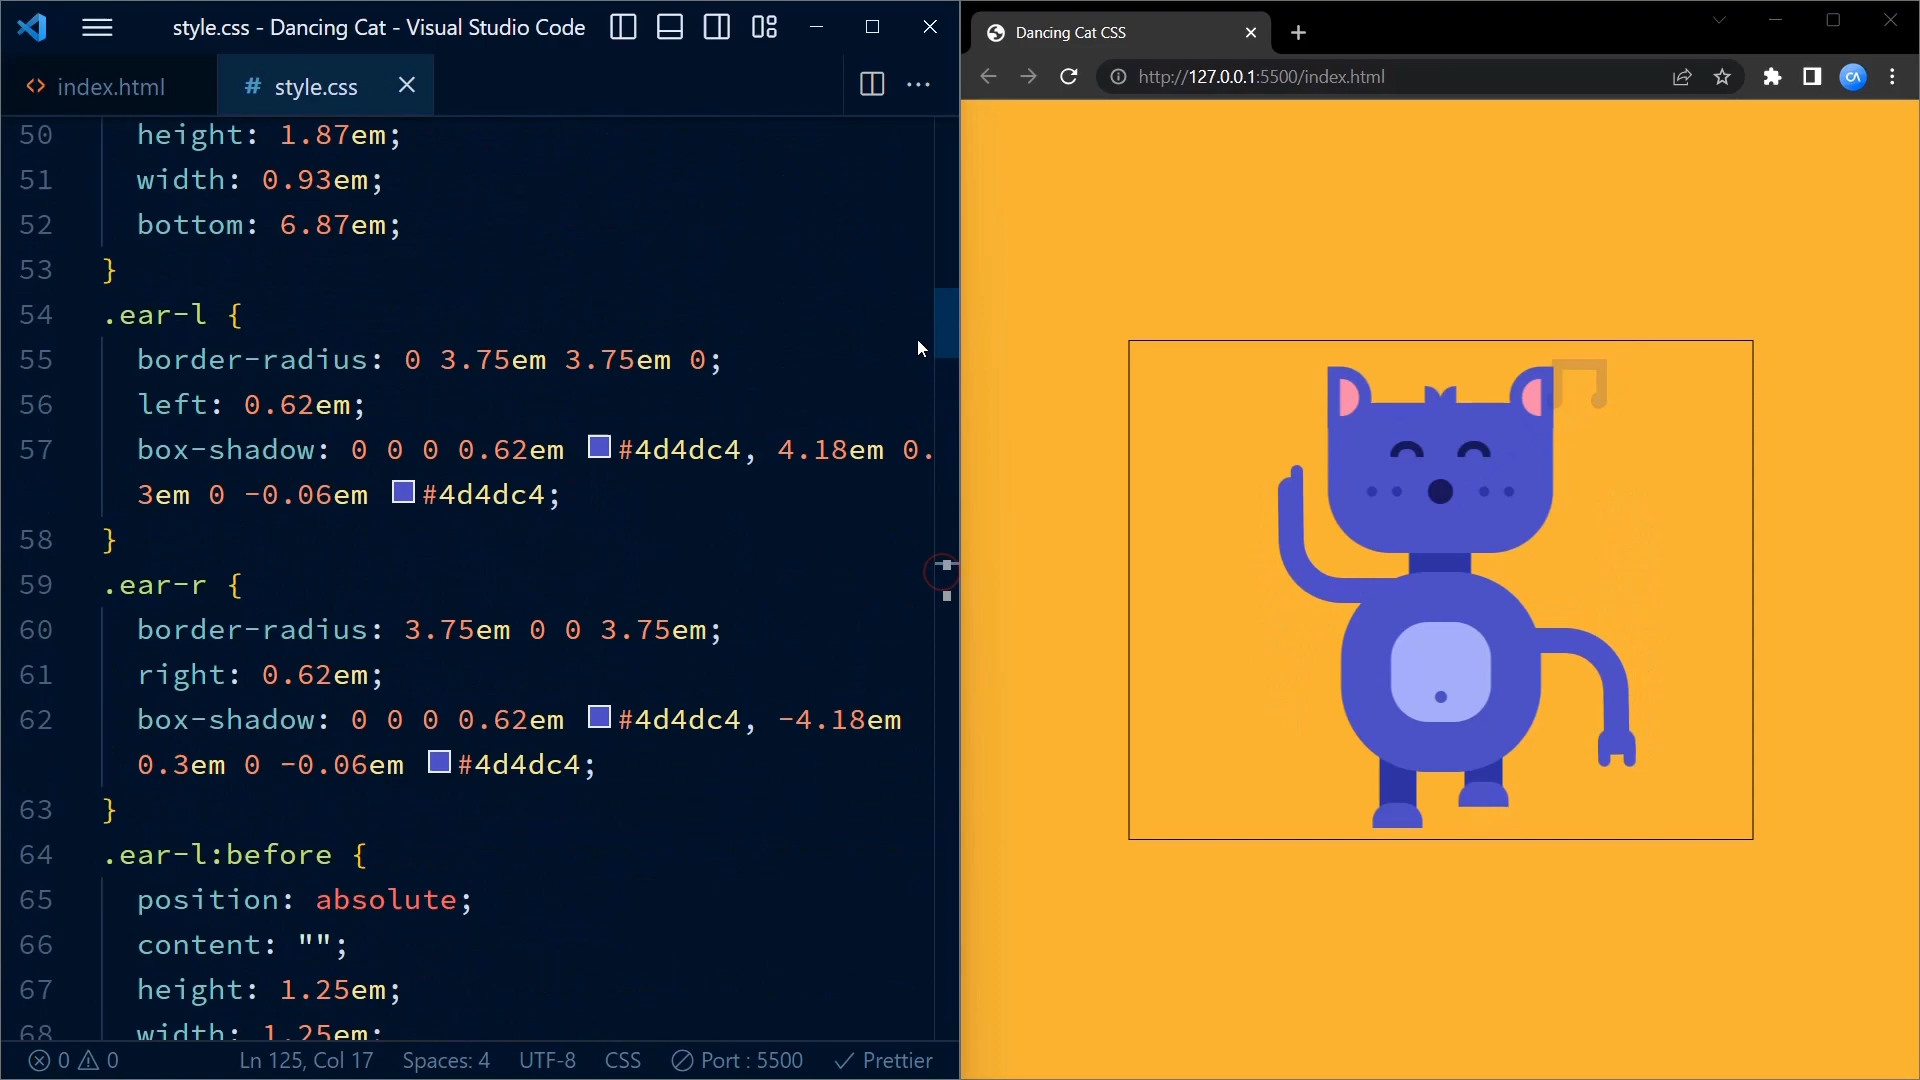 style.css - Dancing Cat - Visual Studio Code
<> index.html
# style.css
50 height: 1.87em;
51 width: 0.93em;
52 bottom: 6.87em;
53 }
54 .ear-l {
55 border-radius: 0 3.75em 3.75em 0;
56 left: 0.62em;
57 box-shadow: 0 0 0 0.62em #4d4dc4, 4.18em 0.
3em 0 -0.06em #4d4dc4;
58 }
59 .ear-r {
60 border-radius: 3.75em 0 0 3.75em;
61 right: 0.62em;
62 box-shadow: 0 0 0 0.62em #4d4dc4, -4.18em
0.3em 0 -0.06em #4d4dc4;
63 }
64 .ear-l:before {
65 position: absolute;
66 content: "";
67 height: 1.25em;
68 width: 1.25em;
0 0 Ln 125, Col 17 Spaces: 4 UTF-8 CSS Port : 5500 Prettier
Dancing Cat CSS
http://127.0.0.1:5500/index.html
CA